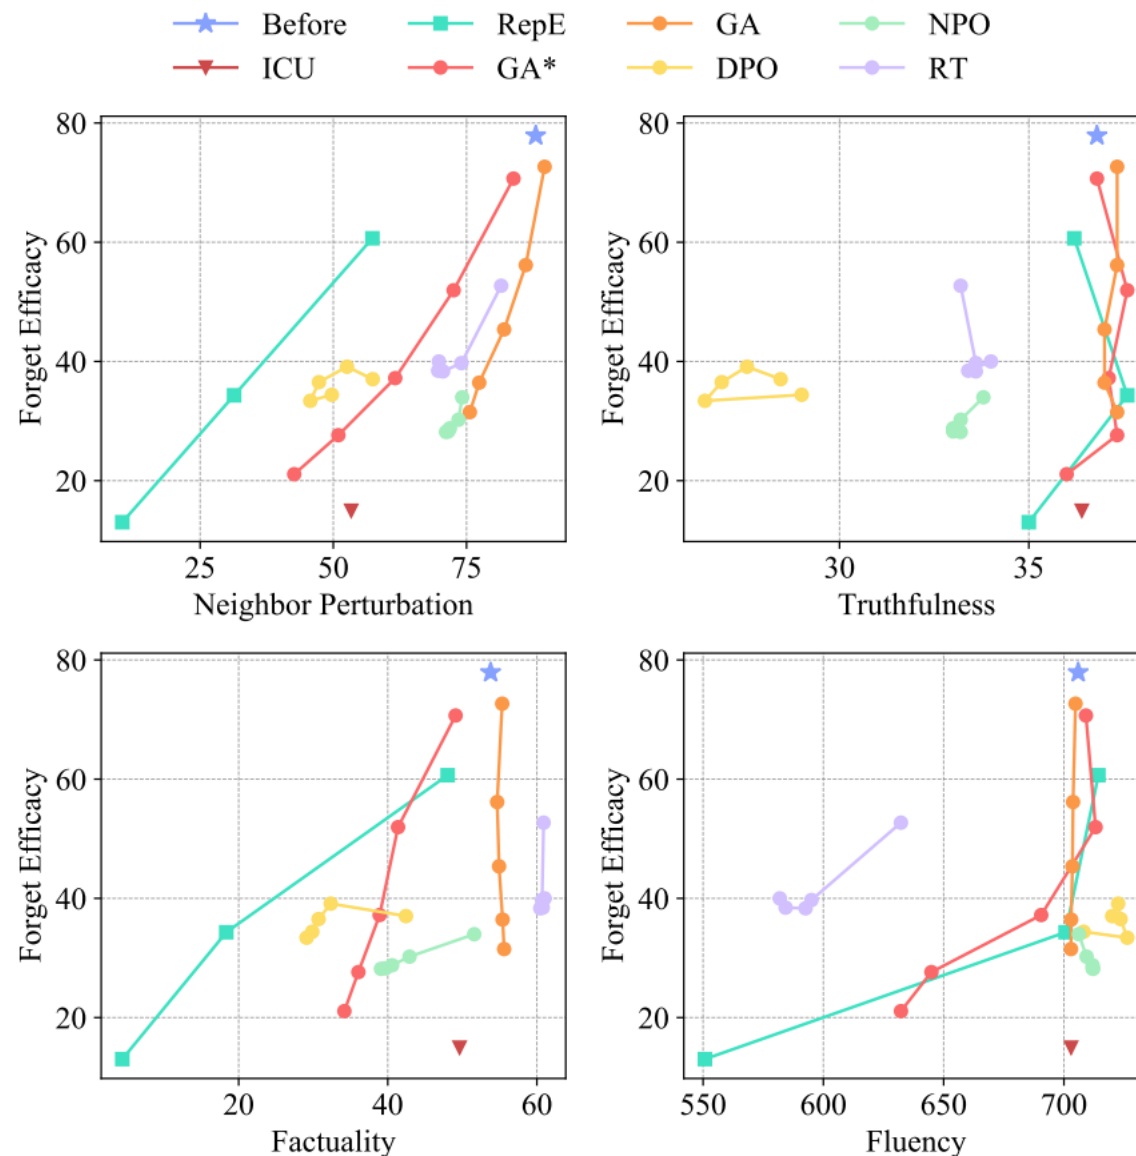 Before RepE GA NPO
ICU GA* DPO RT
80
60
40
20
Forget Efficacy
25 50 75
Neighbor Perturbation
80
60
40
20
Forget Efficacy
30 35
Truthfulness
80
60
40
20
Forget Efficacy
20 40 60
Factuality
80
60
40
20
Forget Efficacy
550 600 650 700
Fluency